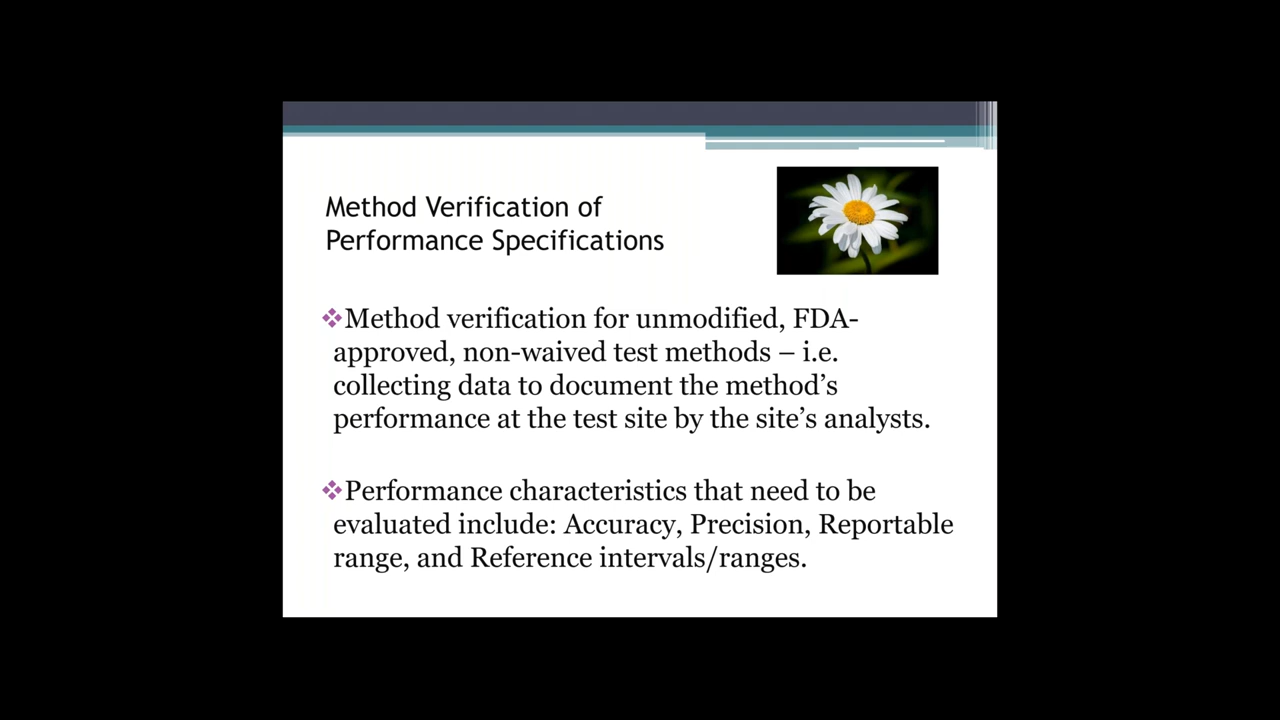 Method Verification of
Performance Specifications
❖Method verification for unmodified, FDA-
approved, non-waived test methods – i.e.
collecting data to document the method’s
performance at the test site by the site’s analysts.
❖Performance characteristics that need to be
evaluated include: Accuracy, Precision, Reportable
range, and Reference intervals/ranges.